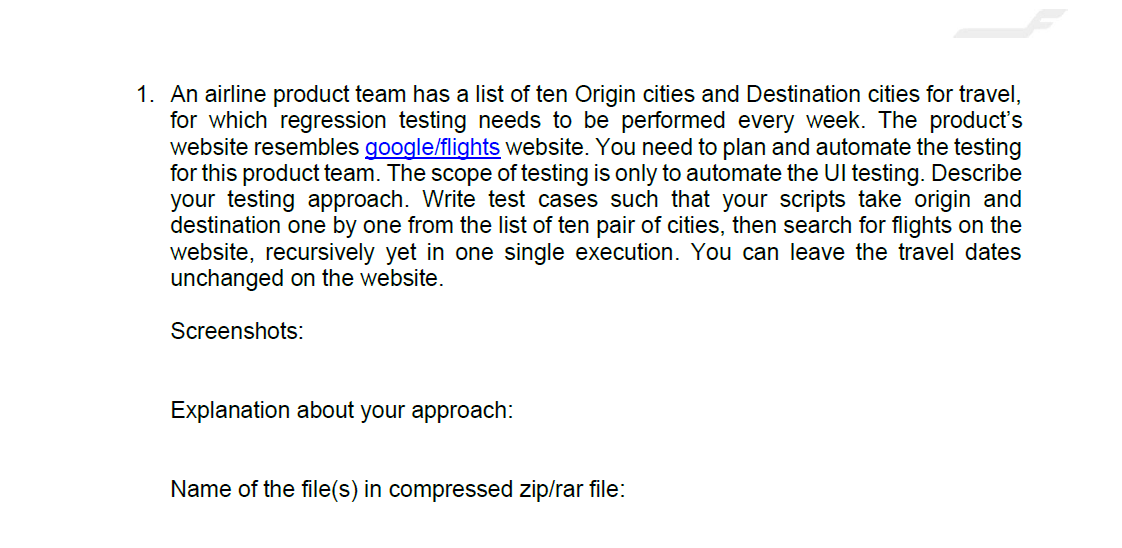 1. An airline product team has a list of ten Origin cities and Destination cities for travel,
for which regression testing needs to be performed every week. The product's
website resembles google/flights website. You need to plan and automate the testing
for this product team. The scope of testing is only to automate the UI testing. Describe
your testing approach. Write test cases such that your scripts take origin and
destination one by one from the list of ten pair of cities, then search for flights on the
website, recursively yet in one single execution. You can leave the travel dates
unchanged on the website.
Screenshots:
Explanation about your approach:
Name of the file(s) in compressed zip/rar file: